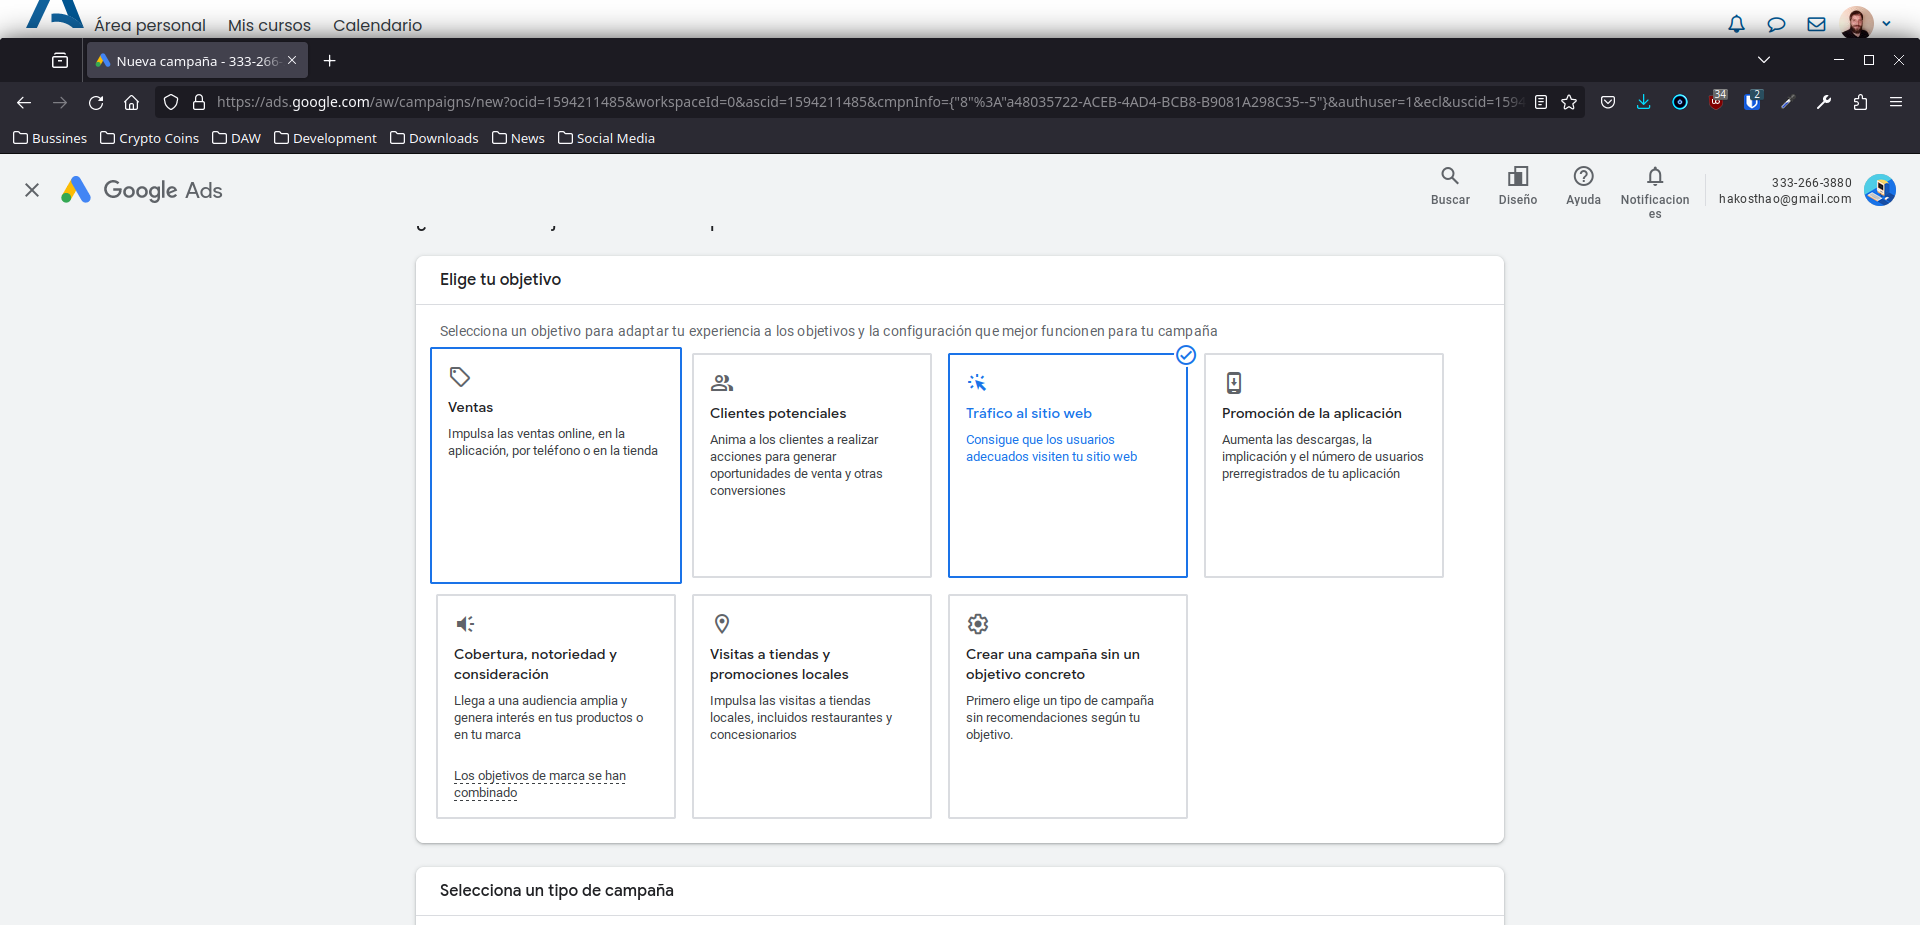 Área personal Mis cursos Calendario
Nueva campaña - 333-266-
https://ads.google.com/aw/campaigns/new?ocid=1594211485&workspaceId=0&ascid=1594211485&cmpnInfo={"8"%3A"a48035722-ACEB-4AD4-BCB8-B9081A298C35--5"}&authuser=1&ecl&uscid=1594
34
2
Bussines Crypto Coins DAW Development Downloads News Social Media
Google Ads
Buscar
Diseño
Ayuda
Notificacion
es
333-266-3880
hakosthao@gmail.com
Elige tu objetivo
Selecciona un objetivo para adaptar tu experiencia a los objetivos y la configuración que mejor funcionen para tu campaña
Ventas
Impulsa las ventas online, en la
aplicación, por teléfono o en la tienda
Clientes potenciales
Anima a los clientes a realizar
acciones para generar
oportunidades de venta y otras
conversiones
Tráfico al sitio web
Consigue que los usuarios
adecuados visiten tu sitio web
Promoción de la aplicación
Aumenta las descargas, la
implicación y el número de usuarios
prerregistrados de tu aplicación
Cobertura, notoriedad y
consideración
Llega a una audiencia amplia y
genera interés en tus productos o
en tu marca
Los objetivos de marca se han
combinado
Visitas a tiendas y
promociones locales
Impulsa las visitas a tiendas
locales, incluidos restaurantes y
concesionarios
Crear una campaña sin un
objetivo concreto
Primero elige un tipo de campaña
sin recomendaciones según tu
objetivo.
Selecciona un tipo de campaña